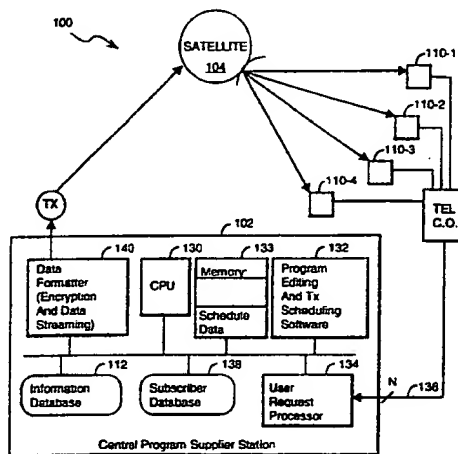 100
SATELLITE
104
110-1
110-2
110-3
110-4
TX
TEL
C.O.
102
140
130
133
132
Data
Formatter
(Encryption
And Data
Streaming)
CPU
Memory
Schedule
Data
Program
Editing
And Tx
Scheduling
Software
112
138
134
Information
Database
Subscriber
Database
User
Request
Processor
N
136
Central Program Supplier Station